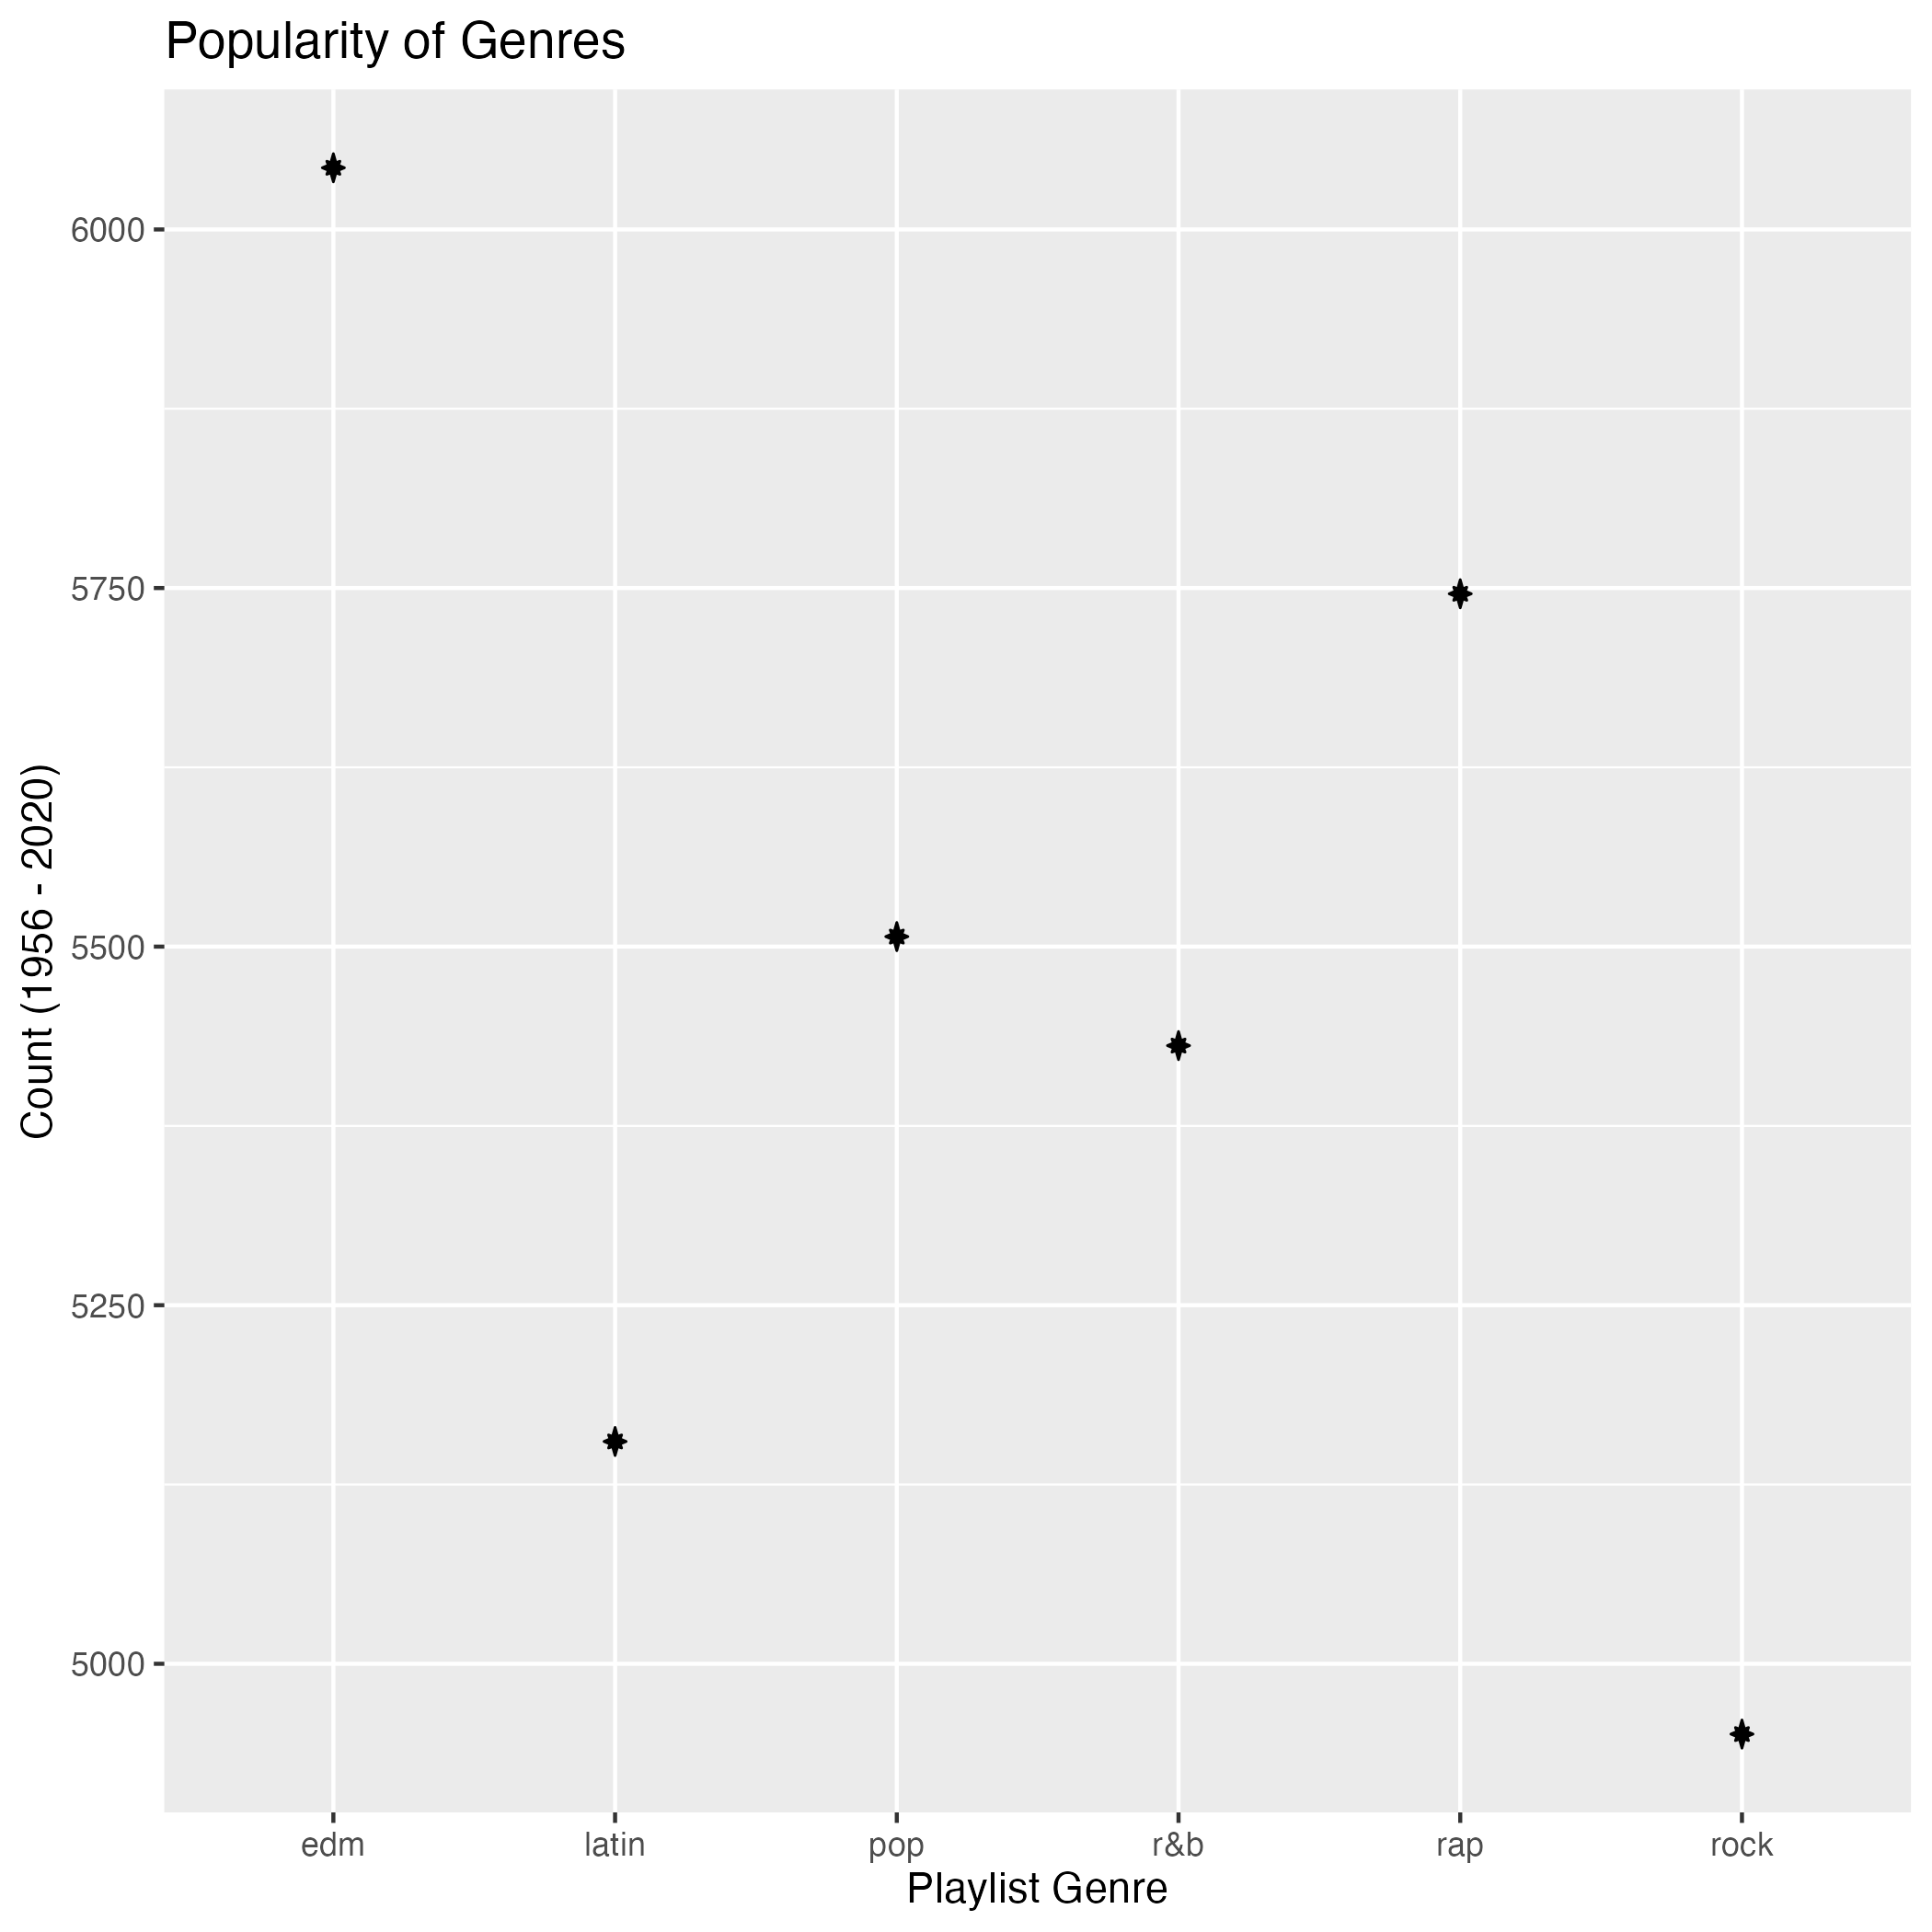 Popularity of Genres
6000
5750
5500
5250
5000
Count (1956 - 2020)
edm latin pop r&b rap rock
Playlist Genre